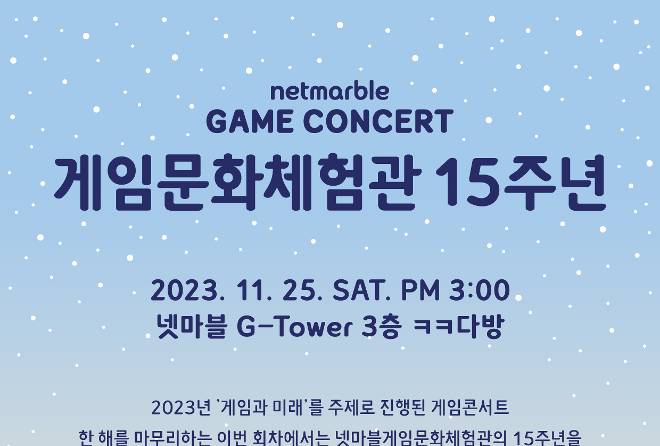 netmarble
GAME CONCERT
게임문화체험관 15주년
2023. 11. 25. SAT. PM 3:00
넷마블 G-Tower 3층 ㅋㅋ다방
2023년 '게임과 미래'를 주제로 진행된 게임콘서트
한 해를 마무리하는 이번 회차에서는 넷마블게임문화체험관의 15주년을